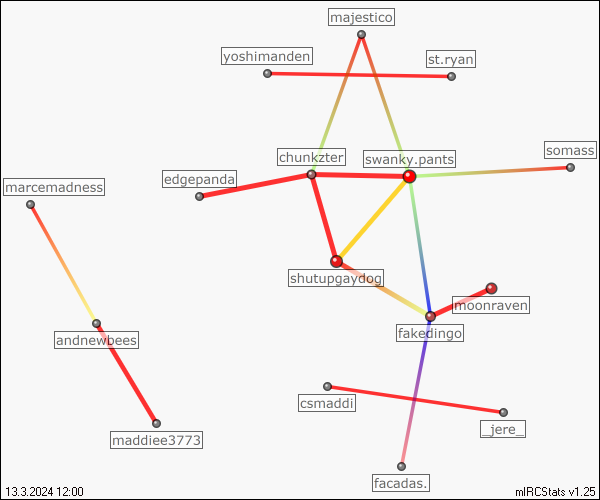 majestico
yoshimanden
st.ryan
chunkzter
swanky.pants
somass
edgepanda
marcemadness
shutupgaydog
moonraven
fakedingo
andnewbees
csmaddi
_jere_
maddiee3773
facadas.
13.3.2024 12:00
mIRCStats v1.25